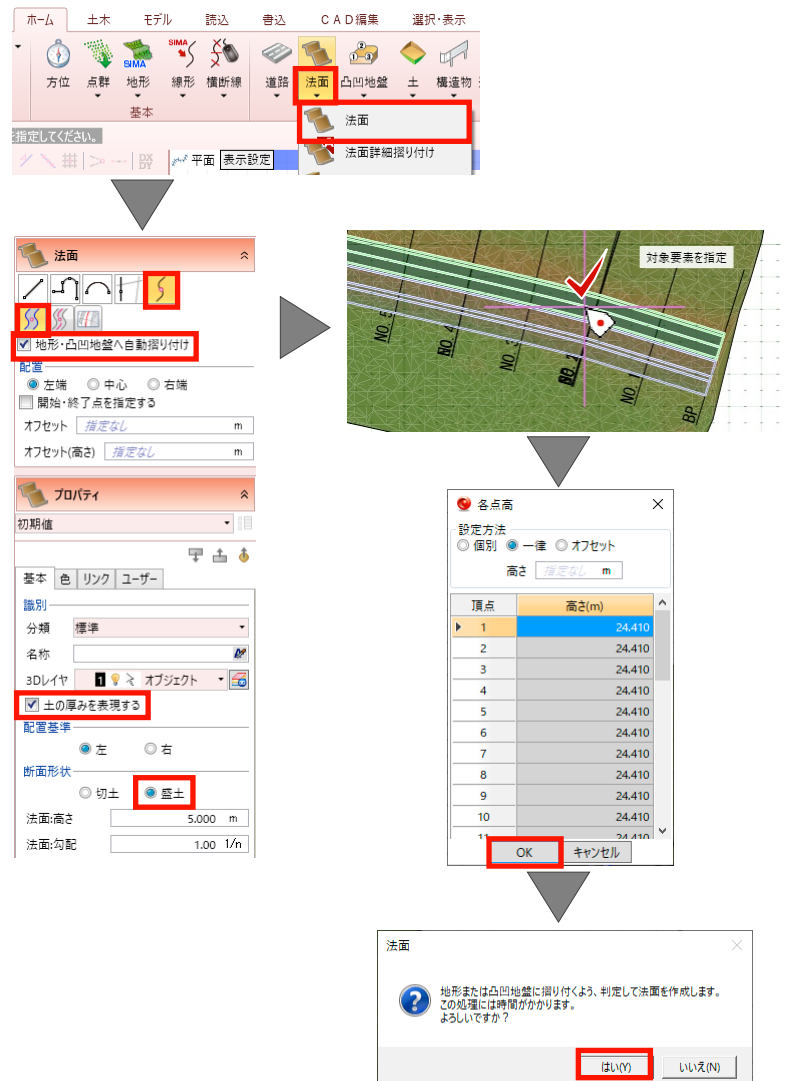 ホーム 土木 モデル 読込 書込 CAD編集 選択・表示
SIMA SIMA
方位 点群 地形 線形 横断線 道路 法面 凸凹地盤 土 構造物
基本
法面
を指定してください。
法面詳細摺り付け
DX DY 平面 表示設定
法面
地形・凸凹地盤へ自動摺り付け
配置
左端 中心 右端
開始・終了点を指定する
オフセット 指定なし m
オフセット(高さ) 指定なし m
プロパティ
初期値
基本 色 リンク ユーザー
識別
分類 標準
名称
3Dレイヤ 1 オブジェクト
土の厚みを表現する
配置基準
左 右
断面形状
切土 盛土
法面:高さ 5.000 m
法面:勾配 1.00 1/n
対象要素を指定
NO. 5
NO. 4
NO. 3
NO. 2
NO. 1
BP
各点高
設定方法
個別 一律 オフセット
高さ 指定なし m
頂点 高さ(m)
1 24.410
2 24.410
3 24.410
4 24.410
5 24.410
6 24.410
7 24.410
8 24.410
9 24.410
10 24.410
11 24.410
OK キャンセル
法面
地形または凸凹地盤に摺り付くよう、判定して法面を作成します。
この処理には時間がかかります。
よろしいですか？
はい(Y) いいえ(N)